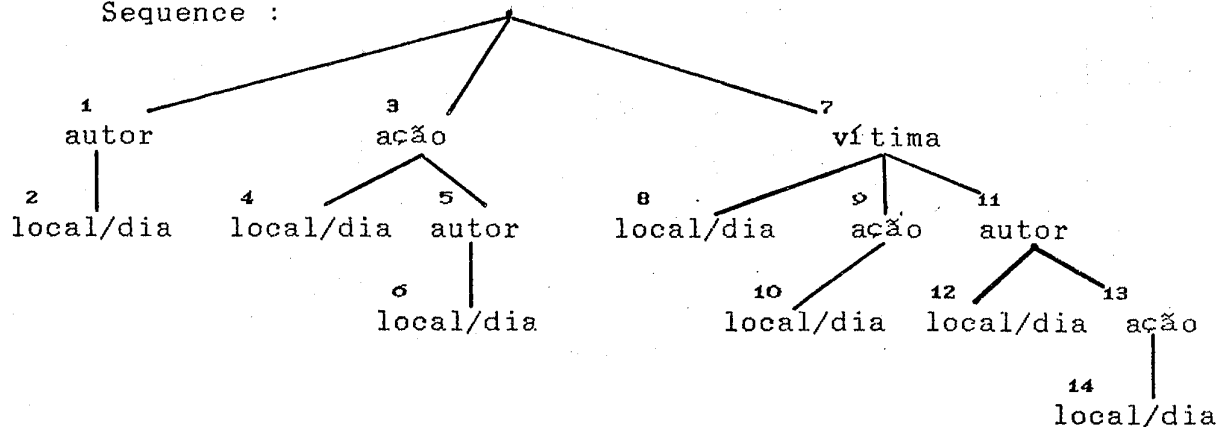 Sequence :
1 3 7
autor ação vítima
2 4 5 8 9 11
local/dia local/dia autor local/dia ação autor
6 10 12 13
local/dia local/dia local/dia ação
14
local/dia